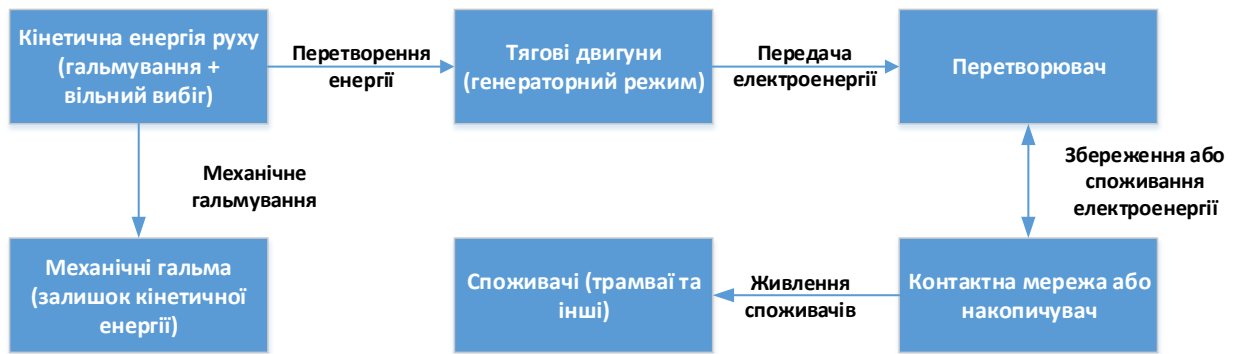 Кінетична енергія руху
(гальмування +
вільний вибіг)
Перетворення
енергії
Тягові двигуни
(генераторний режим)
Передача
електроенергії
Перетворювач
Механічне
гальмування
Збереження або
споживання
електроенергії
Механічні гальма
(залишок кінетичної
енергії)
Споживачі (трамваї та
інші)
Живлення
споживачів
Контактна мережа або
накопичувач